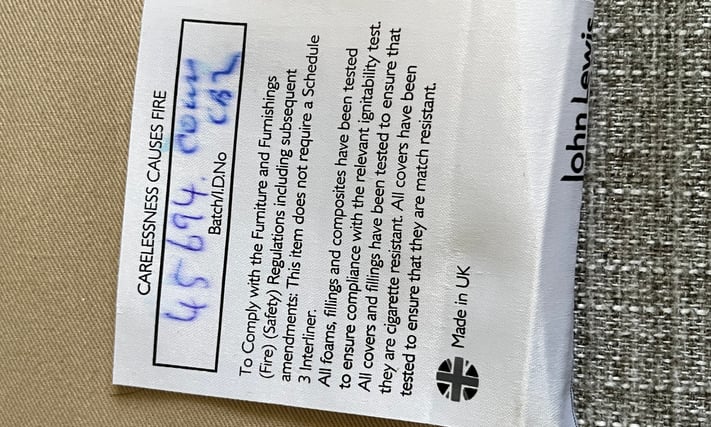 CARELESSNESS CAUSES FIRE
45694.
CB2
Batch/I.D.No
To Comply with the Furniture and Furnishings
(Fire) (Safety) Regulations including subsequent
amendments: This item does not require a Schedule
3 Interliner.
All foams, fillings and composites have been tested
to ensure compliance with the relevant ignitability test.
All covers and fillings have been tested to ensure that
they are cigarette resistant. All covers have been
tested to ensure that they are match resistant.
Made in UK
John Lewis